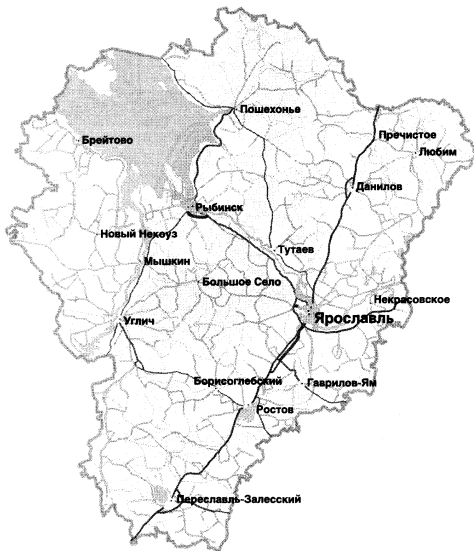 Пошехонье
Пречистое
Брейтово
Любим
Данилов
Рыбинск
Новый Некоуз
Тутаев
Мышкин
Большое Село
Некрасовское
Ярославль
Углич
Борисоглебский
Гаврилов-Ям
Ростов
Переславль-Залесский